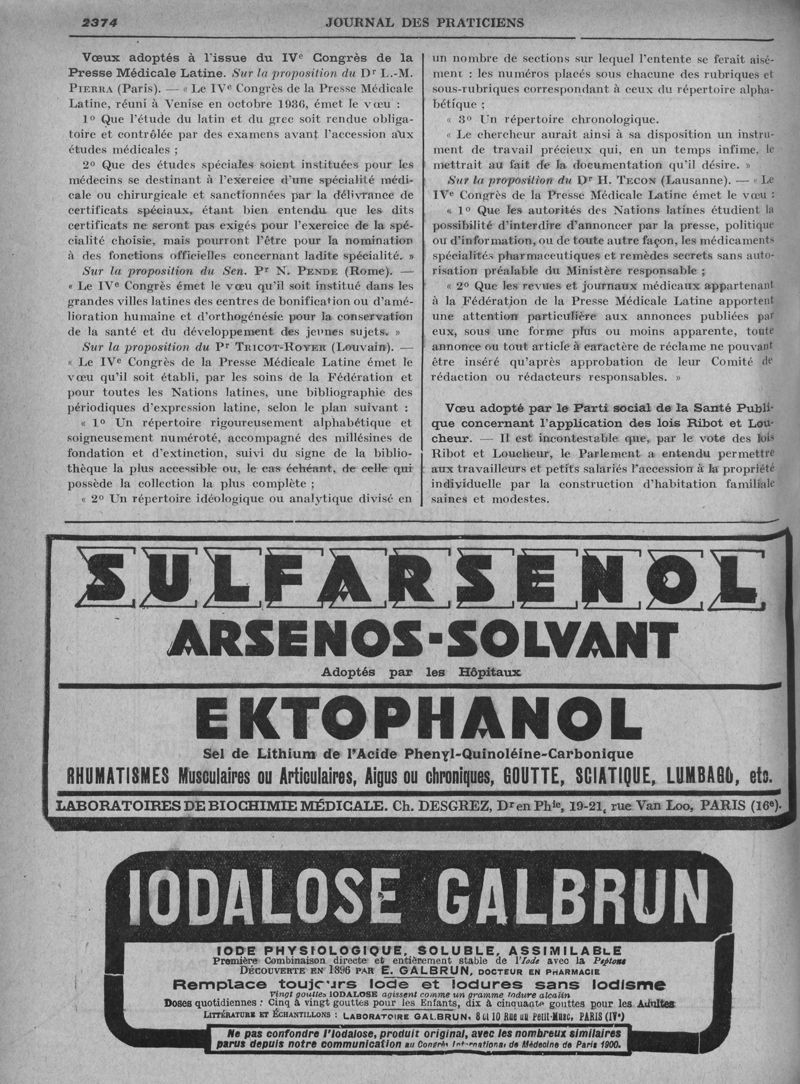 2374
JOURNAL DES PRATICIENS
Vœux adoptés à l'issue du IVe Congrès de la
Presse Médicale Latine. Sur la proposition du Dr L.-M.
PIERRA (Paris). — « Le IVe Congrès de la Presse Médicale
Latine, réuni à Venise en octobre 1936, émet le vœu :
1° Que l'étude du latin et du grec soit rendue obliga-
toire et contrôlée par des examens avant l'accession aux
études médicales ;
2° Que des études spéciales soient instituées pour les
médecins se destinant à l'exercice d'une spécialité médi-
cale ou chirurgicale et sanctionnées par la délivrance de
certificats spéciaux, étant bien entendu que les dits
certificats ne seront pas exigés pour l'exercice de la spé-
cialité choisie, mais pourront l'être pour la nomination
à des fonctions officielles concernant ladite spécialité. »
Sur la proposition du Sen. Pr N. PENDE (Rome). —
« Le IVe Congrès émet le vœu qu'il soit institué dans les
grandes villes latines des centres de bonification ou d'amé-
lioration humaine et d'orthogénésie pour la conservation
de la santé et du développement des jeunes sujets. »
Sur la proposition du Pr TRICOT-ROYER (Louvain). —
« Le IVe Congrès de la Presse Médicale Latine émet le
vœu qu'il soit établi, par les soins de la Fédération et
pour toutes les Nations latines, une bibliographie des
périodiques d'expression latine, selon le plan suivant :
« 1° Un répertoire rigoureusement alphabétique et
soigneusement numéroté, accompagné des millésines de
fondation et d'extinction, suivi du signe de la biblio-
thèque la plus accessible ou, le cas échéant, de celle qui
possède la collection la plus complète ;
« 2° Un répertoire idéologique ou analytique divisé en
un nombre de sections sur lequel l'entente se ferait aisé-
ment : les numéros placés sous chacune des rubriques et
sous-rubriques correspondant à ceux du répertoire alpha-
bétique ;
« 3° Un répertoire chronologique.
« Le chercheur aurait ainsi à sa disposition un instru-
ment de travail précieux qui, en un temps infime, le
mettrait au fait de la documentation qu'il désire. »
Sur la proposition du Dr H. TECON (Lausanne). — « Le
IVe Congrès de la Presse Médicale Latine émet le vœu :
« 1° Que les autorités des Nations latines étudient la
possibilité d'interdire d'annoncer par la presse, politique
ou d'information, ou de toute autre façon, les médicaments
spécialités pharmaceutiques et remèdes secrets sans auto-
risation préalable du Ministère responsable ;
« 2° Que les revues et journaux médicaux appartenant
à la Fédération de la Presse Médicale Latine apportent
une attention particulière aux annonces publiées par
eux, sous une forme plus ou moins apparente, toute
annonce ou tout article à caractère de réclame ne pouvant
être inséré qu'après approbation de leur Comité de
rédaction ou rédacteurs responsables. »
Vœu adopté par le Parti social de la Santé Publi-
que concernant l'application des lois Ribot et Lou-
cheur. — Il est incontestable que, par le vote des lois
Ribot et Loucheur, le Parlement a entendu permettre
aux travailleurs et petits salariés l'accession à la propriété
individuelle par la construction d'habitation familiale
saines et modestes.
SULFARSENOL
ARSENOS-SOLVANT
Adoptés par les Hôpitaux
EKTOPHANOL
Sel de Lithium de l'Acide Phenyl-Quinoléine-Carbonique
RHUMATISMES Musculaires ou Articulaires, Aigus ou chroniques, GOUTTE, SCIATIQUE, LUMBAGO, etc.
LABORATOIRES DE BIOCHIMIE MÉDICALE. Ch. DESGREZ, Dr en Phie, 19-21, rue Van Loo, PARIS (16e).
IODALOSE GALBRUN
IODE PHYSIOLOGIQUE, SOLUBLE, ASSIMILABLE
Première Combinaison directe et entièrement stable de l'Iode avec la Peptone
DÉCOUVERTE EN 1896 PAR E. GALBRUN, DOCTEUR EN PHARMACIE
Remplace toujours Iode et Iodures sans Iodisme
Vingt gouttes IODALOSE agissent comme un gramme Iodure alcalin
Doses quotidiennes : Cinq à vingt gouttes pour les Enfants, dix à cinquante gouttes pour les Adultes
LITTÉRATURE ET ÉCHANTILLONS : LABORATOIRE GALBRUN, 8 et 10 Rue du Petit-Musc, PARIS (IVe)
Ne pas confondre l'Iodalose, produit original, avec les nombreux similaires
parus depuis notre communication au Congrès International de Médecine de Paris 1900.